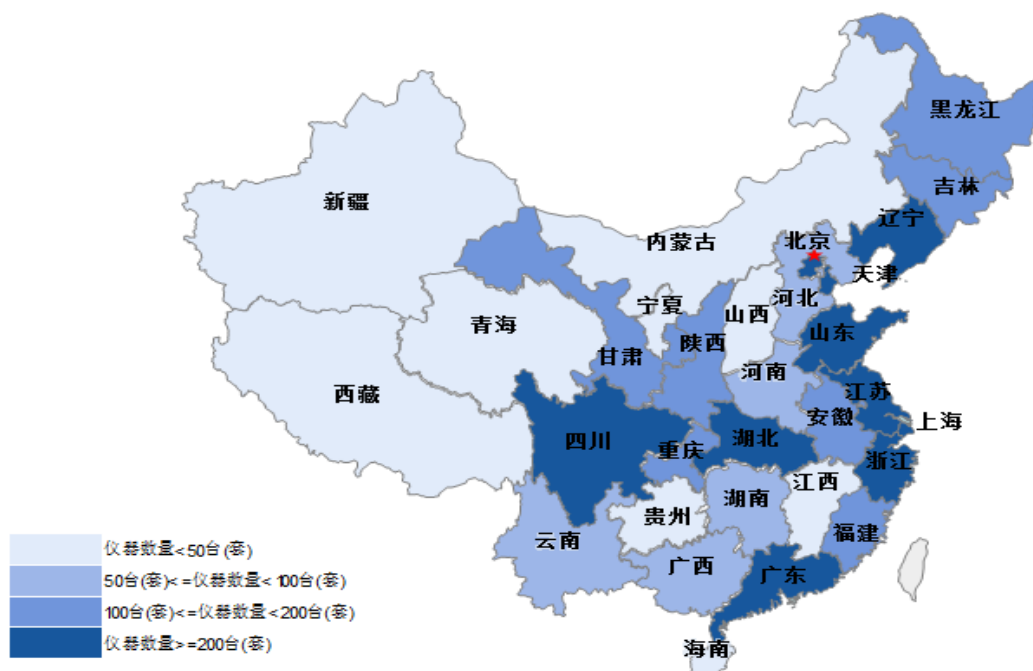 黑龙江
吉林
新疆
辽宁
内蒙古
北京
天津
宁夏
河北
山西
青海
山东
陕西
甘肃
河南
西藏
江苏
安徽
上海
四川
湖北
重庆
浙江
江西
湖南
贵州
福建
云南
广西
广东
海南
仪器数量<50台(套)
50台(套)<=仪器数量<100台(套)
100台(套)<=仪器数量<200台(套)
仪器数量>=200台(套)